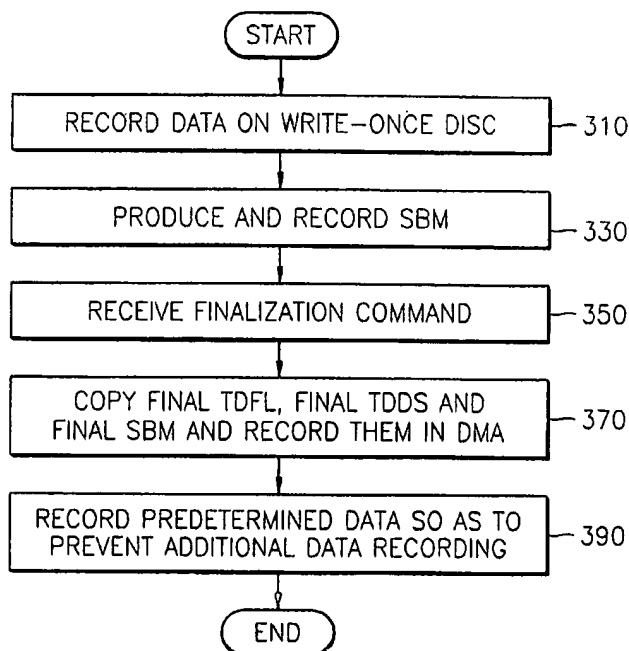 START
RECORD DATA ON WRITE-ONCE DISC
310
PRODUCE AND RECORD SBM
330
RECEIVE FINALIZATION COMMAND
350
COPY FINAL TDFL, FINAL TDDS AND
FINAL SBM AND RECORD THEM IN DMA
370
RECORD PREDETERMINED DATA SO AS TO
PREVENT ADDITIONAL DATA RECORDING
390
END